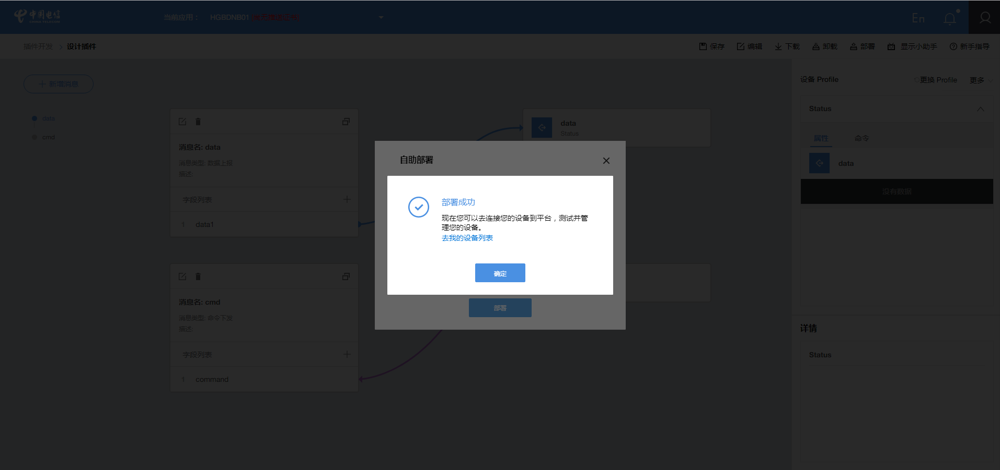 中国电信
CHINA TELECOM
当前应用： HGBDNB01
En
插件开发 > 设计插件
保存 编辑 下载 卸载 部署 显示小助手 新手指导
新增消息
data
cmd
消息名: data
消息类型: 数据上报
描述:
字段列表
1 data1
消息名: cmd
消息类型: 命令下发
描述:
字段列表
1 command
data
Status
自助部署
部署成功
现在您可以去连接您的设备到平台，测试并管
理您的设备。
去我的设备列表
确定
部署
设备 Profile 更换 Profile 更多
Status
属性 命令
data
没有数据
详情
Status